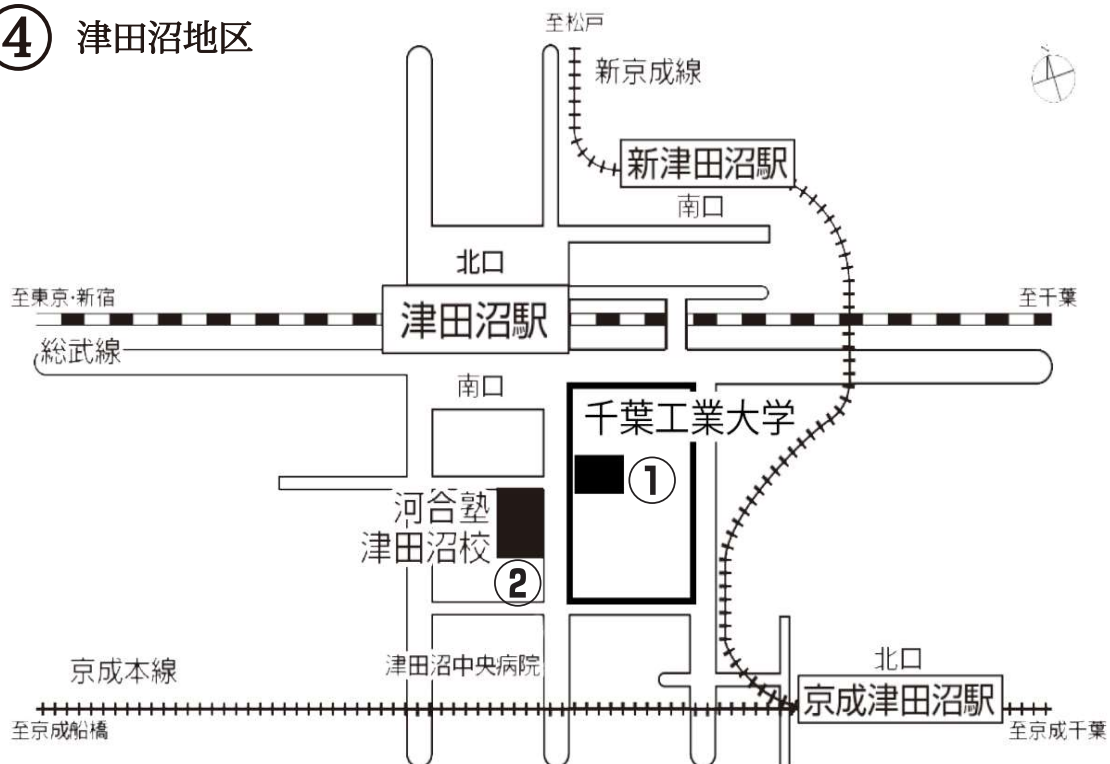 ④ 津田沼地区
至松戸
N
新京成線
新津田沼駅
南口
北口
至東京・新宿
津田沼駅
至千葉
総武線
南口
千葉工業大学
①
河合塾
津田沼校
②
京成本線
津田沼中央病院
北口
京成津田沼駅
至京成船橋
至京成千葉